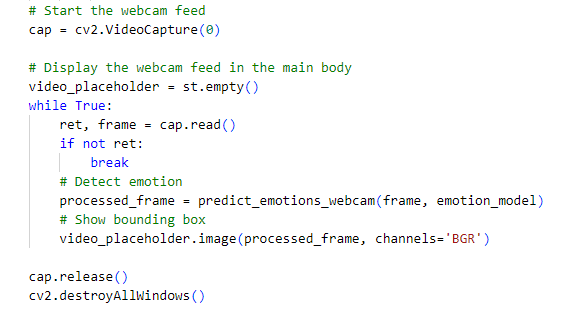 # Start the webcam feed
cap = cv2.VideoCapture(0)
# Display the webcam feed in the main body
video_placeholder = st.empty()
while True:
    ret, frame = cap.read()
    if not ret:
        break
    # Detect emotion
    processed_frame = predict_emotions_webcam(frame, emotion_model)
    # Show bounding box
    video_placeholder.image(processed_frame, channels='BGR')
cap.release()
cv2.destroyAllWindows()